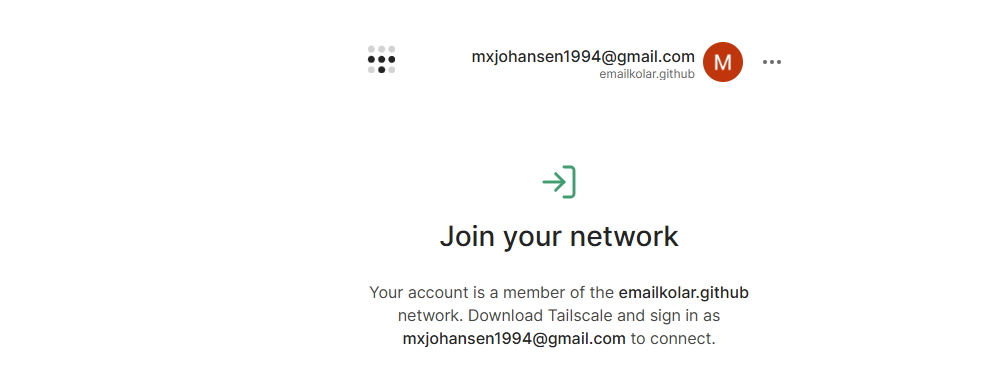 mxjohansen1994@gmail.com
emailkolar.github
M
Join your network
Your account is a member of the emailkolar.github
network. Download Tailscale and sign in as
mxjohansen1994@gmail.com to connect.